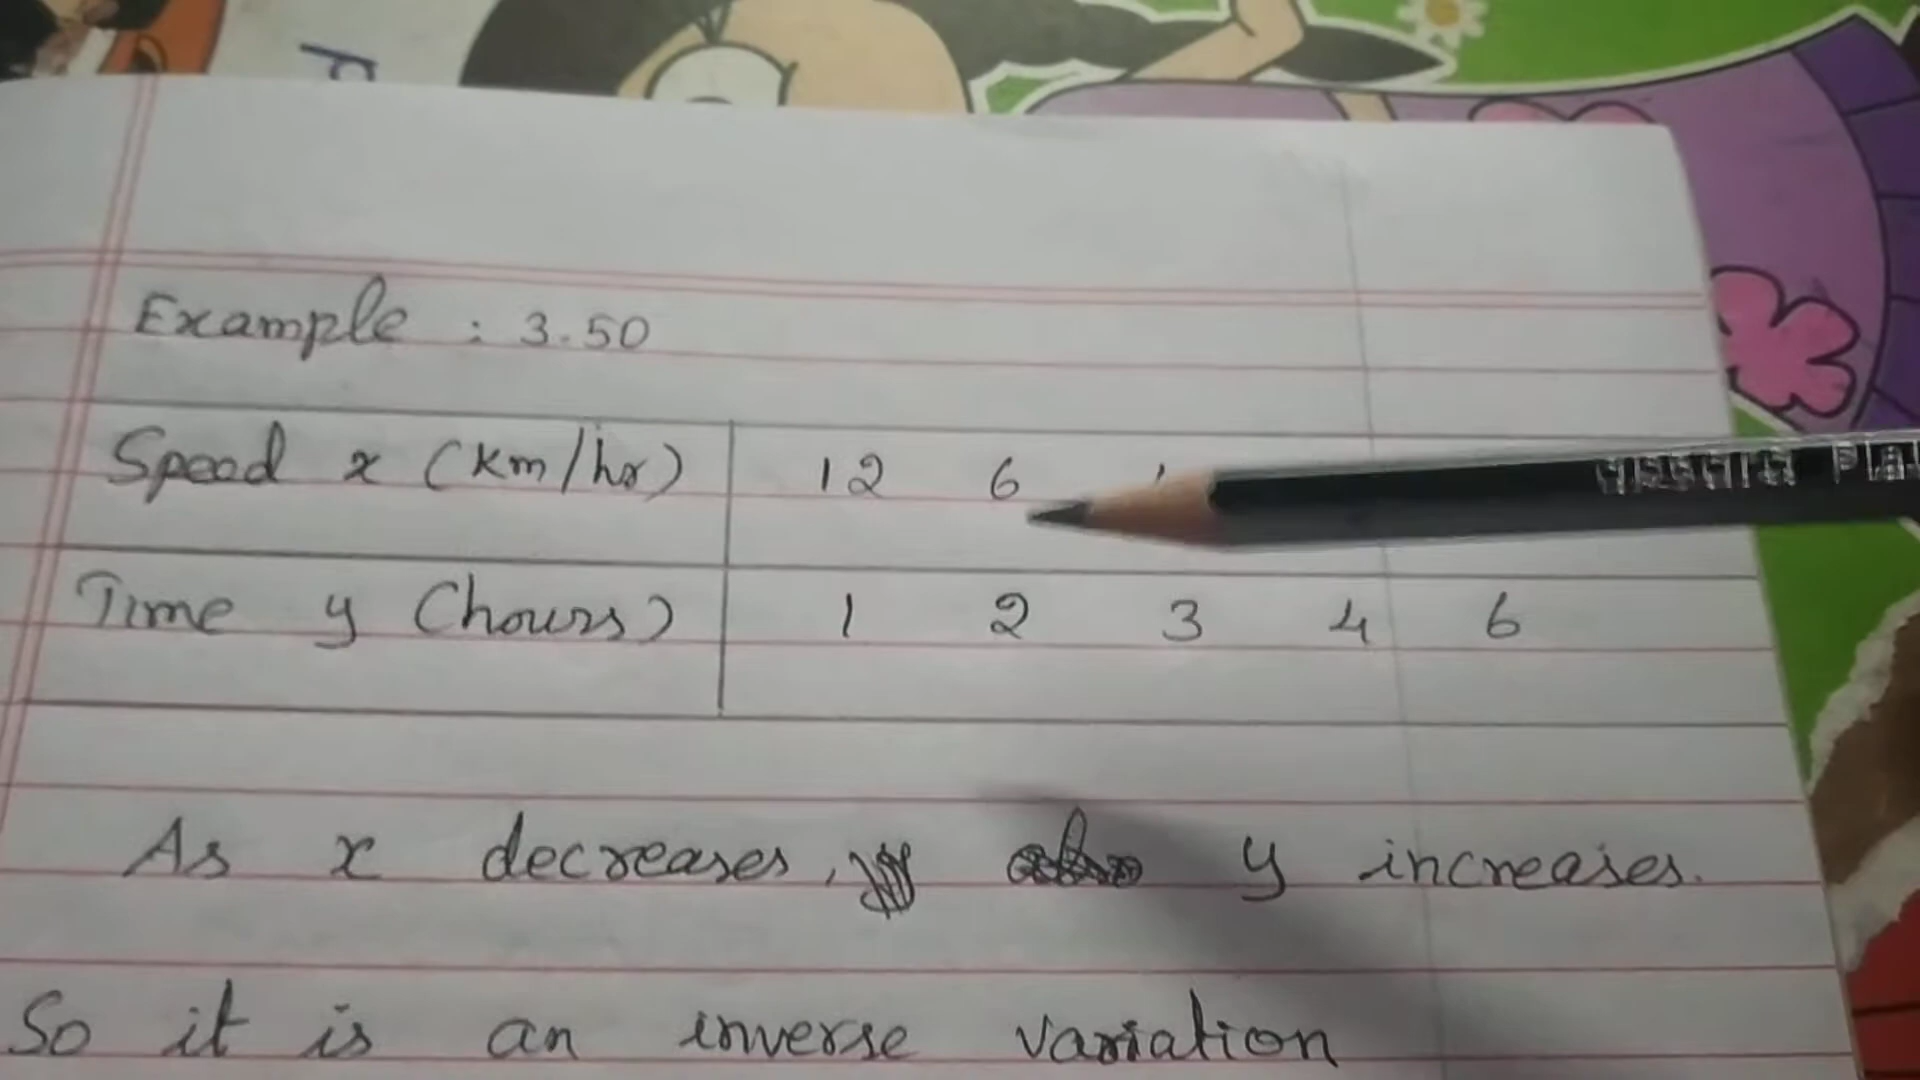 Example : 3.50
Speed x (km/hr) 12 6
Time y (hours) 1 2 3 4 6
As x decreases, y increases.
So it is an inverse variation